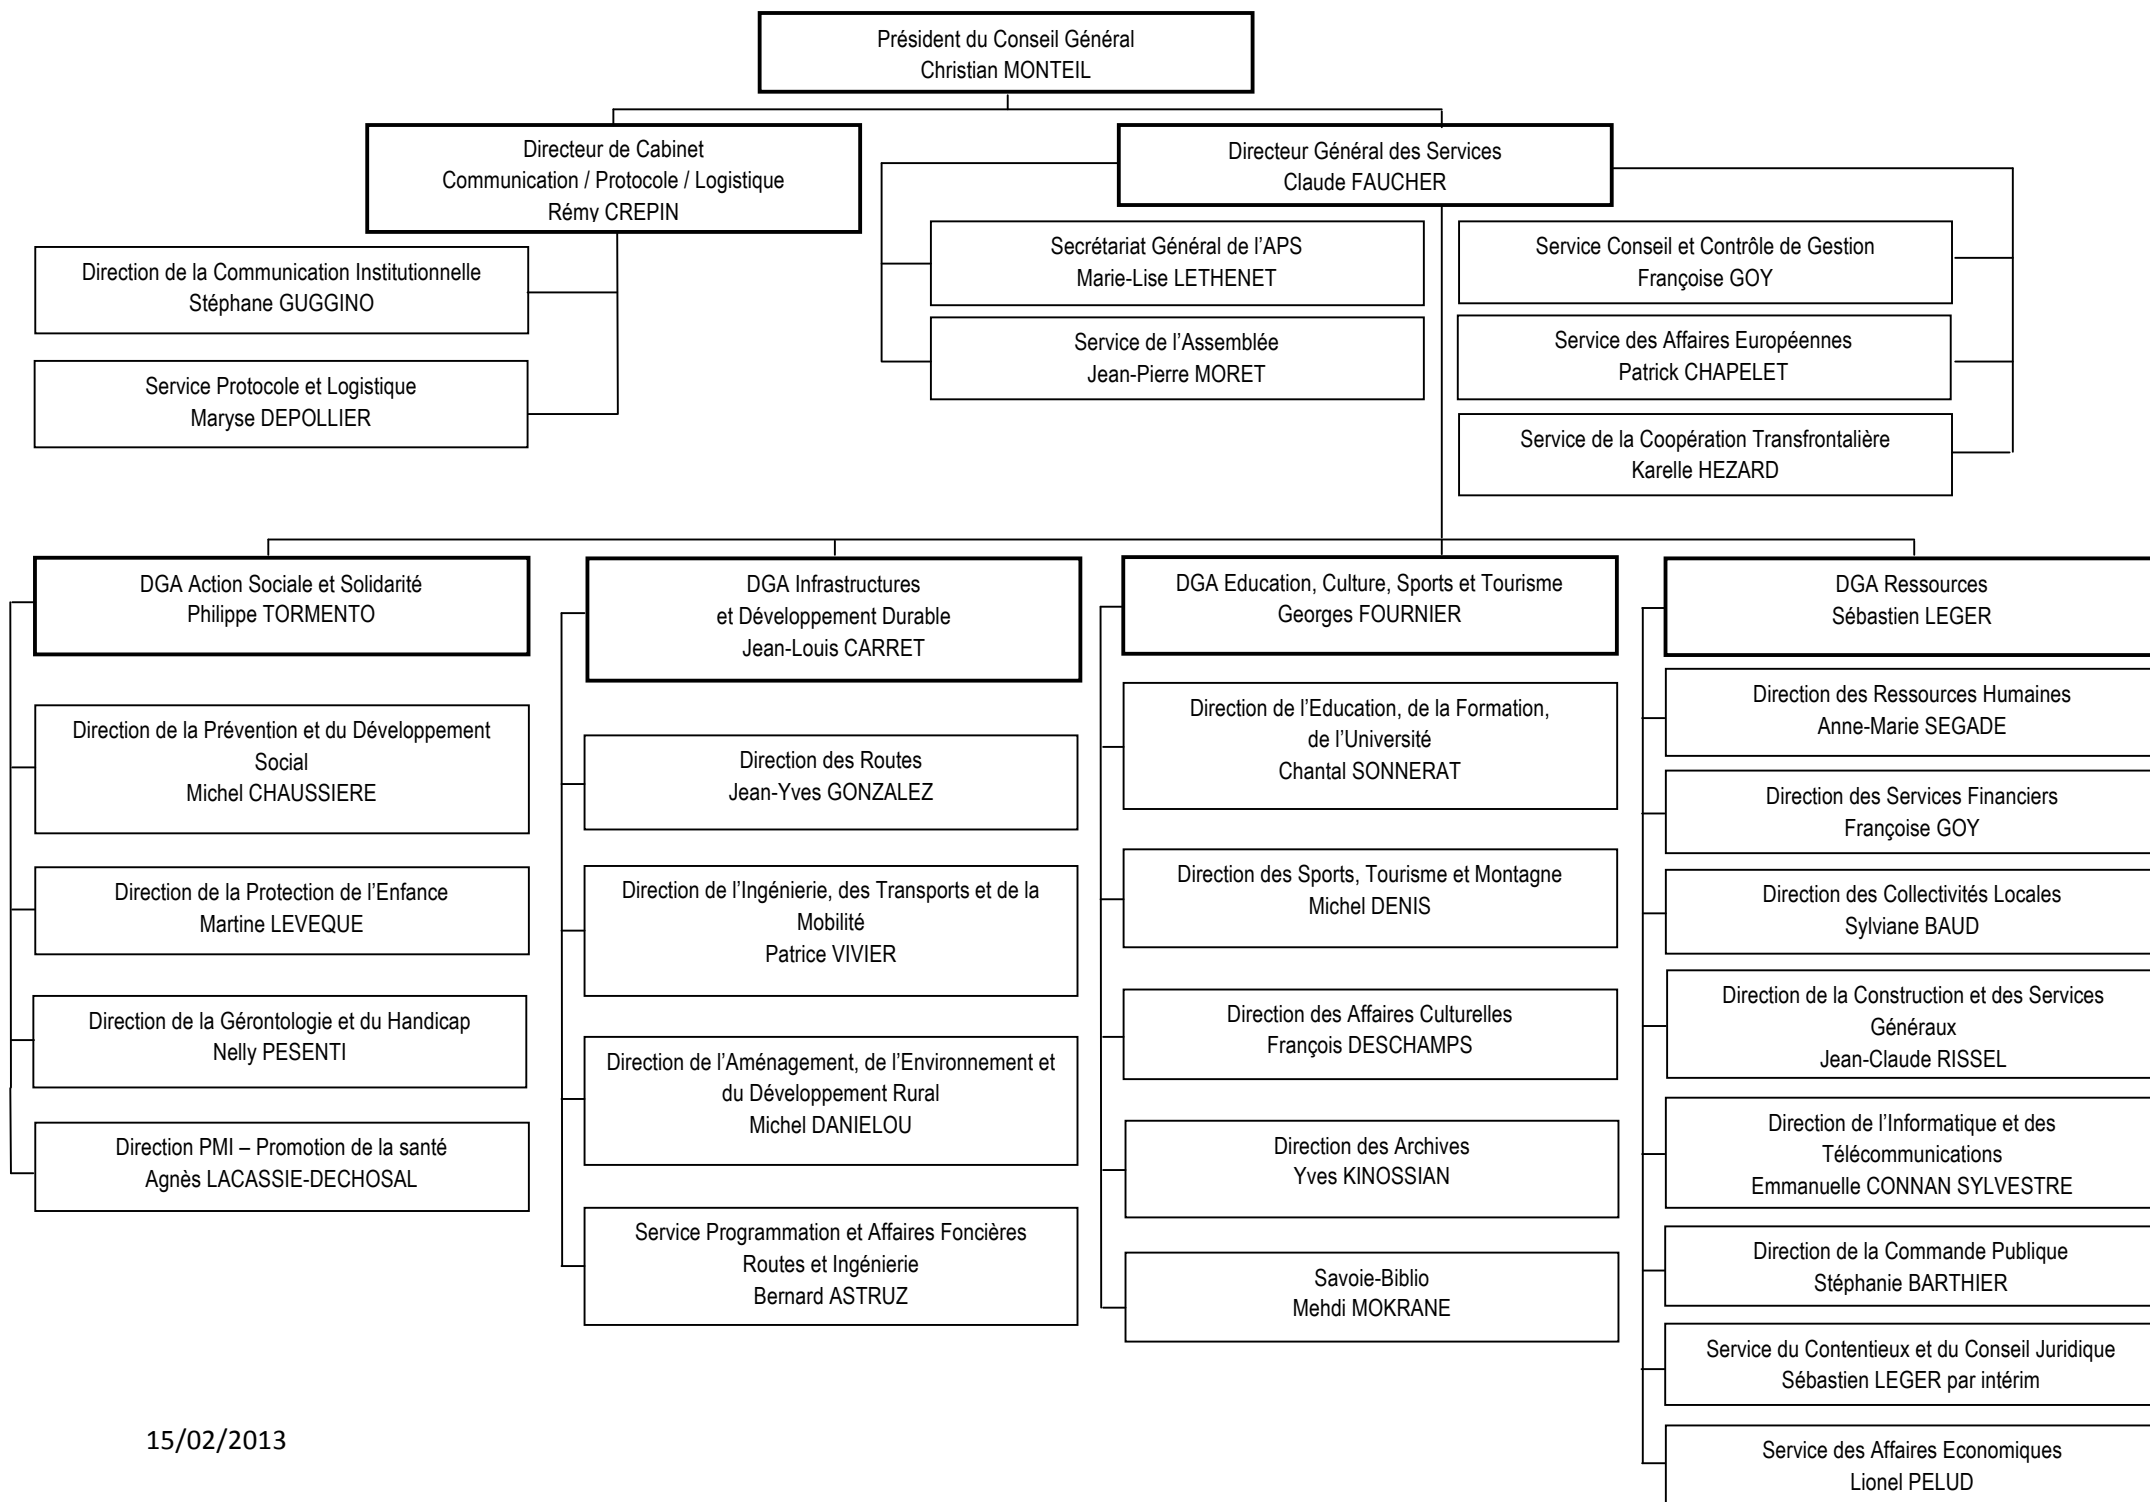 Président du Conseil Général
Christian MONTEIL
Directeur de Cabinet
Communication / Protocole / Logistique
Rémy CREPIN
Directeur Général des Services
Claude FAUCHER
Direction de la Communication Institutionnelle
Stéphane GUGGINO
Service Protocole et Logistique
Maryse DEPOLLIER
Secrétariat Général de l’APS
Marie-Lise LETHENET
Service de l’Assemblée
Jean-Pierre MORET
Service Conseil et Contrôle de Gestion
Françoise GOY
Service des Affaires Européennes
Patrick CHAPELET
Service de la Coopération Transfrontalière
Karelle HEZARD
DGA Action Sociale et Solidarité
Philippe TORMENTO
Direction de la Prévention et du Développement
Social
Michel CHAUSSIERE
Direction de la Protection de l’Enfance
Martine LEVEQUE
Direction de la Gérontologie et du Handicap
Nelly PESENTI
Direction PMI – Promotion de la santé
Agnès LACASSIE-DECHOSAL
DGA Infrastructures
et Développement Durable
Jean-Louis CARRET
Direction des Routes
Jean-Yves GONZALEZ
Direction de l’Ingénierie, des Transports et de la
Mobilité
Patrice VIVIER
Direction de l’Aménagement, de l’Environnement et
du Développement Rural
Michel DANIELOU
Service Programmation et Affaires Foncières
Routes et Ingénierie
Bernard ASTRUZ
DGA Education, Culture, Sports et Tourisme
Georges FOURNIER
Direction de l’Education, de la Formation,
de l’Université
Chantal SONNERAT
Direction des Sports, Tourisme et Montagne
Michel DENIS
Direction des Affaires Culturelles
François DESCHAMPS
Direction des Archives
Yves KINOSSIAN
Savoie-Biblio
Mehdi MOKRANE
DGA Ressources
Sébastien LEGER
Direction des Ressources Humaines
Anne-Marie SEGADE
Direction des Services Financiers
Françoise GOY
Direction des Collectivités Locales
Sylviane BAUD
Direction de la Construction et des Services
Généraux
Jean-Claude RISSEL
Direction de l’Informatique et des
Télécommunications
Emmanuelle CONNAN SYLVESTRE
Direction de la Commande Publique
Stéphanie BARTHIER
Service du Contentieux et du Conseil Juridique
Sébastien LEGER par intérim
Service des Affaires Economiques
Lionel PELUD
15/02/2013